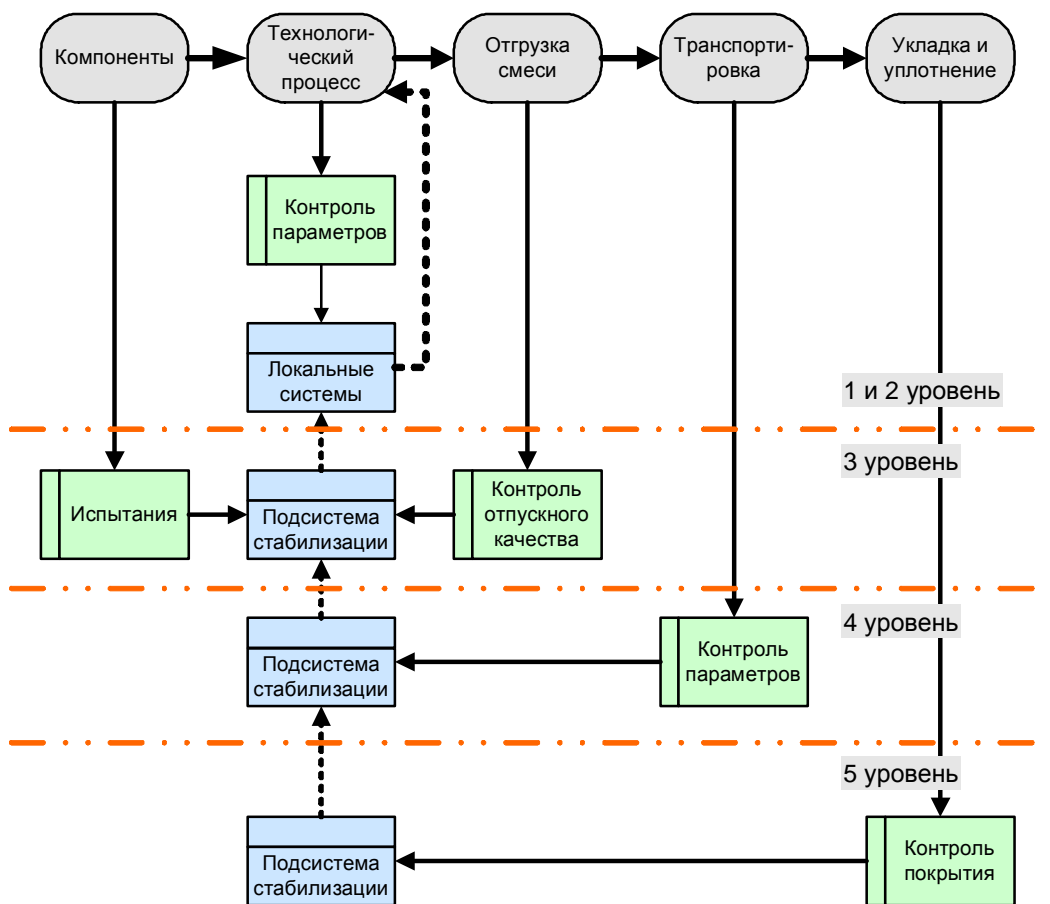 Компоненты
Технологи-
ческий
процесс
Отгрузка
смеси
Транспорти-
ровка
Укладка и
уплотнение
Контроль
параметров
Локальные
системы
1 и 2 уровень
3 уровень
Испытания
Подсистема
стабилизации
Контроль
отпускного
качества
4 уровень
Подсистема
стабилизации
Контроль
параметров
5 уровень
Подсистема
стабилизации
Контроль
покрытия